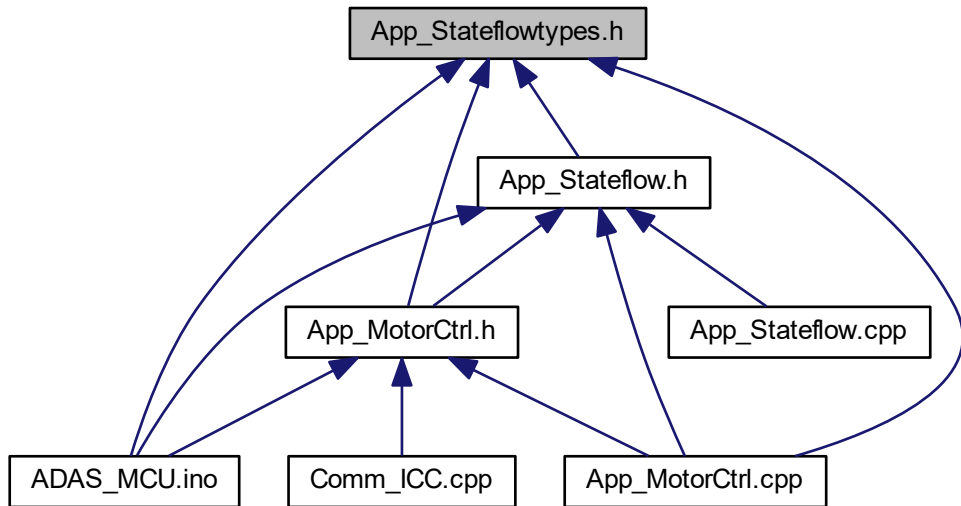 App_Stateflowtypes.h
App_Stateflow.h
App_MotorCtrl.h
App_Stateflow.cpp
ADAS_MCU.ino
Comm_ICC.cpp
App_MotorCtrl.cpp